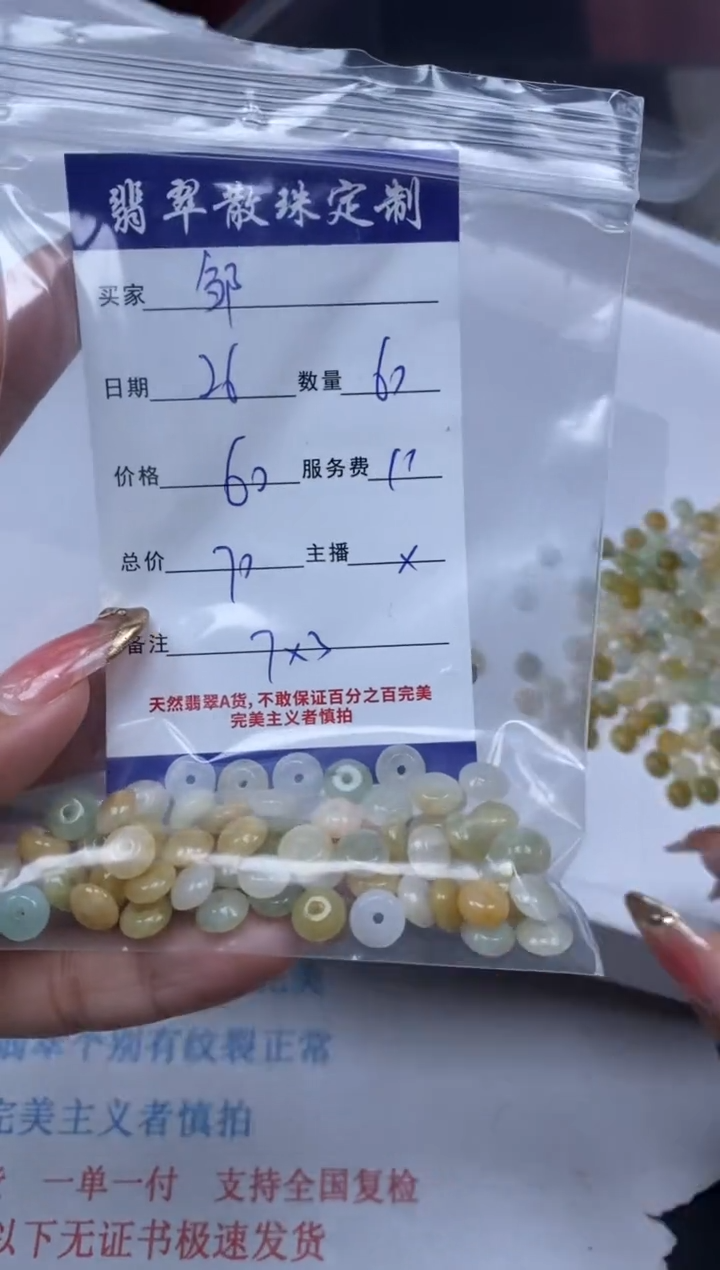 翡翠散珠定制
买家 邹
日期 26 数量 60
价格 60 服务费
总价 70 主播 x
备注 7x3
天然翡翠A货,不敢保证百分之百完美
完美主义者慎拍
完美
翡翠个别有纹裂正常
完美主义者慎拍
一单一付 支持全国复检
以下无证书极速发货